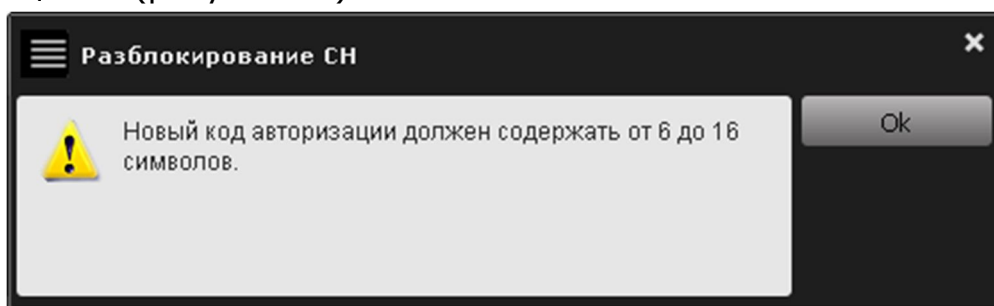 Разблокирование СН
Новый код авторизации должен содержать от 6 до 16
символов.
Ok